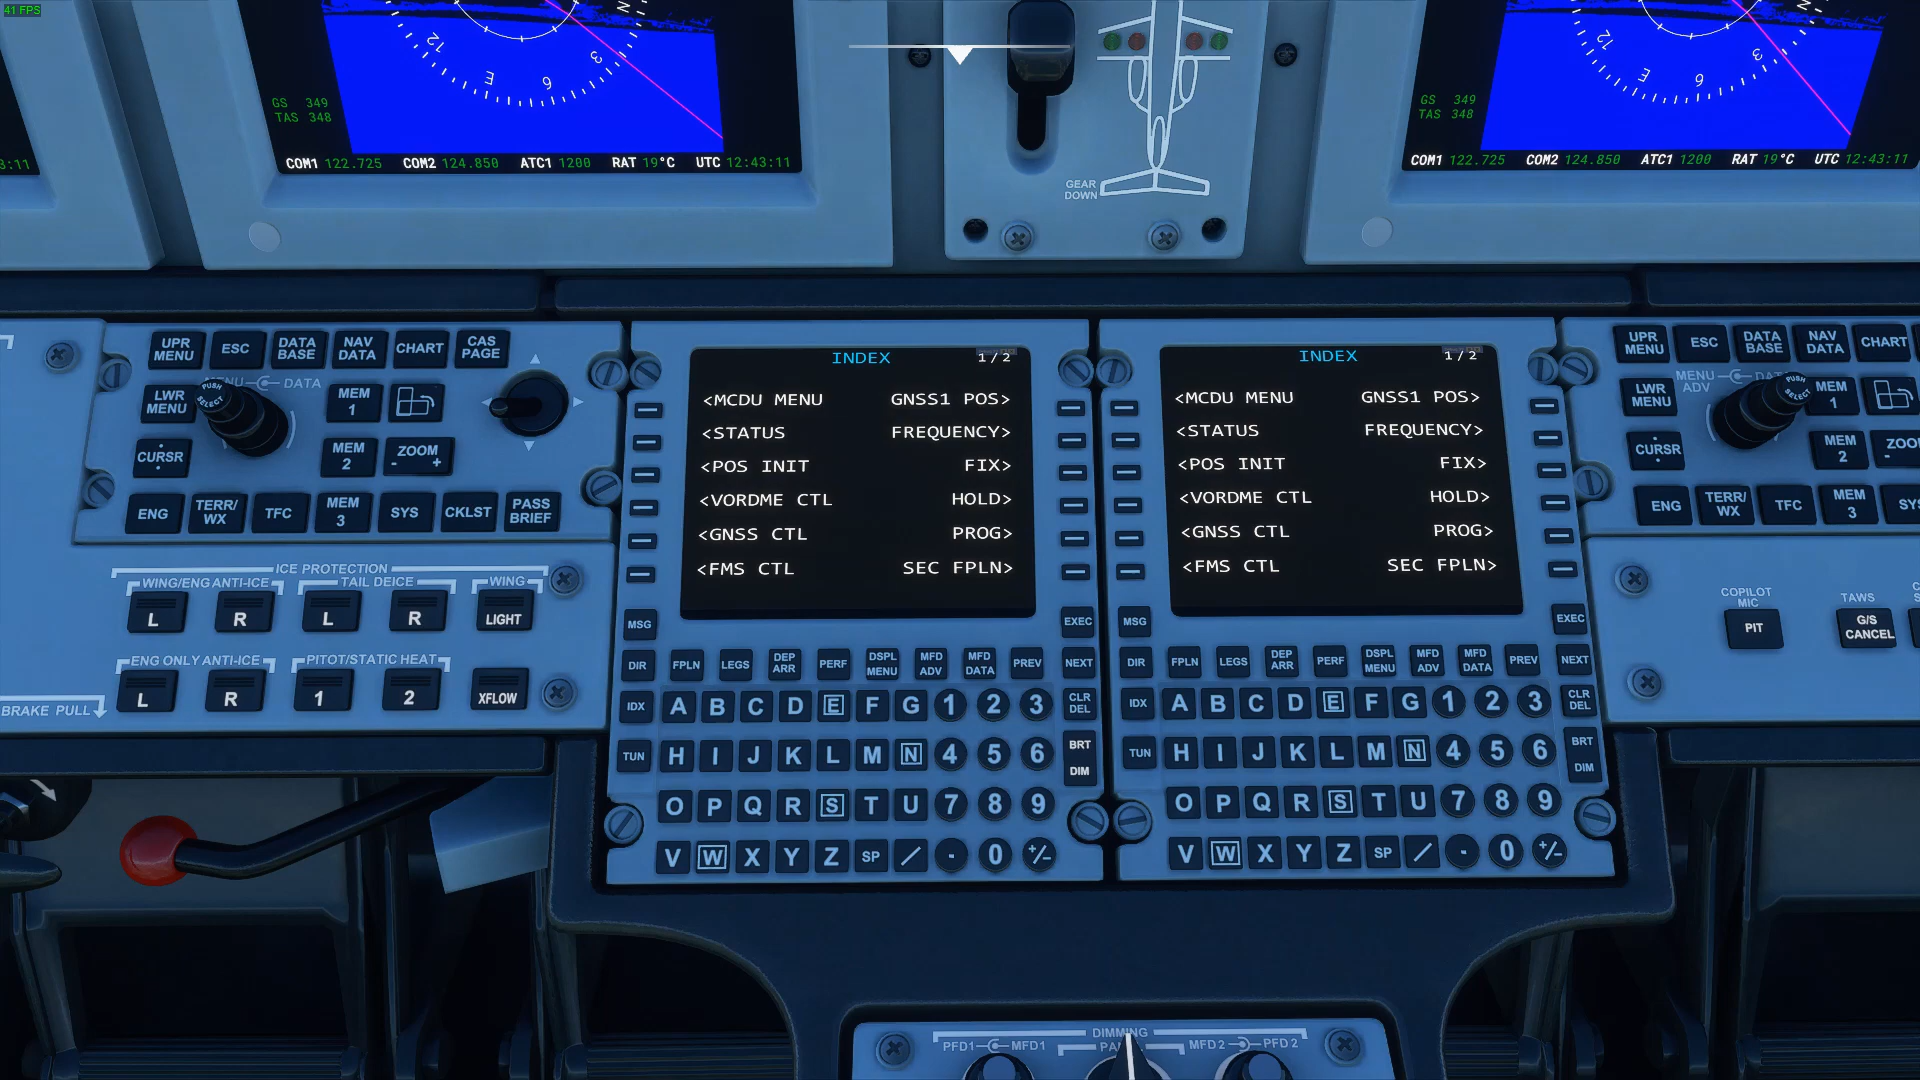 41 FPS
12
E
6
3
N
GS 349
TAS 348
COM1 122.725 COM2 124.850 ATC1 1200 RAT 19°C UTC 12:43:11
3:11
GEAR
DOWN
12
E
6
3
N
GS 349
TAS 348
COM1 122.725 COM2 124.850 ATC1 1200 RAT 19°C UTC 12:43:11
UPR
MENU
ESC
DATA
BASE
NAV
DATA
CHART
CAS
PAGE
LWR
MENU
PUSH
SELECT
DATA
MEM
1
CURSR
MEM
2
ZOOM
- +
ENG
TERR/
WX
TFC
MEM
3
SYS
CKLST
PASS
BRIEF
ICE PROTECTION
WING/ENG ANTI-ICE
TAIL DEICE
WING
L
R
L
R
LIGHT
ENG ONLY ANTI-ICE
PITOT/STATIC HEAT
L
R
1
2
XFLOW
BRAKE PULL
INDEX 1/2
<MCDU MENU GNSS1 POS>
<STATUS FREQUENCY>
<POS INIT FIX>
<VORDME CTL HOLD>
<GNSS CTL PROG>
<FMS CTL SEC FPLN>
MSG
EXEC
DIR
FPLN
LEGS
DEP
ARR
PERF
DSPL
MENU
MFD
ADV
MFD
DATA
PREV
NEXT
IDX
A B C D E F G 1 2 3
CLR
DEL
TUN
H I J K L M N 4 5 6
BRT
DIM
O P Q R S T U 7 8 9
V W X Y Z SP / . 0 +/-
INDEX 1/2
<MCDU MENU GNSS1 POS>
<STATUS FREQUENCY>
<POS INIT FIX>
<VORDME CTL HOLD>
<GNSS CTL PROG>
<FMS CTL SEC FPLN>
MSG
EXEC
DIR
FPLN
LEGS
DEP
ARR
PERF
DSPL
MENU
MFD
ADV
MFD
DATA
PREV
NEXT
IDX
A B C D E F G 1 2 3
CLR
DEL
TUN
H I J K L M N 4 5 6
BRT
DIM
O P Q R S T U 7 8 9
V W X Y Z SP / . 0 +/-
UPR
MENU
ESC
DATA
BASE
NAV
DATA
CHART
LWR
MENU
MENU
ADV
PUSH
SELECT
MEM
1
CURSR
MEM
2
-
ENG
TERR/
WX
TFC
MEM
3
COPILOT
MIC
PIT
TAWS
G/S
CANCEL
DIMMING
PFD1 MFD1
MFD2 PFD2